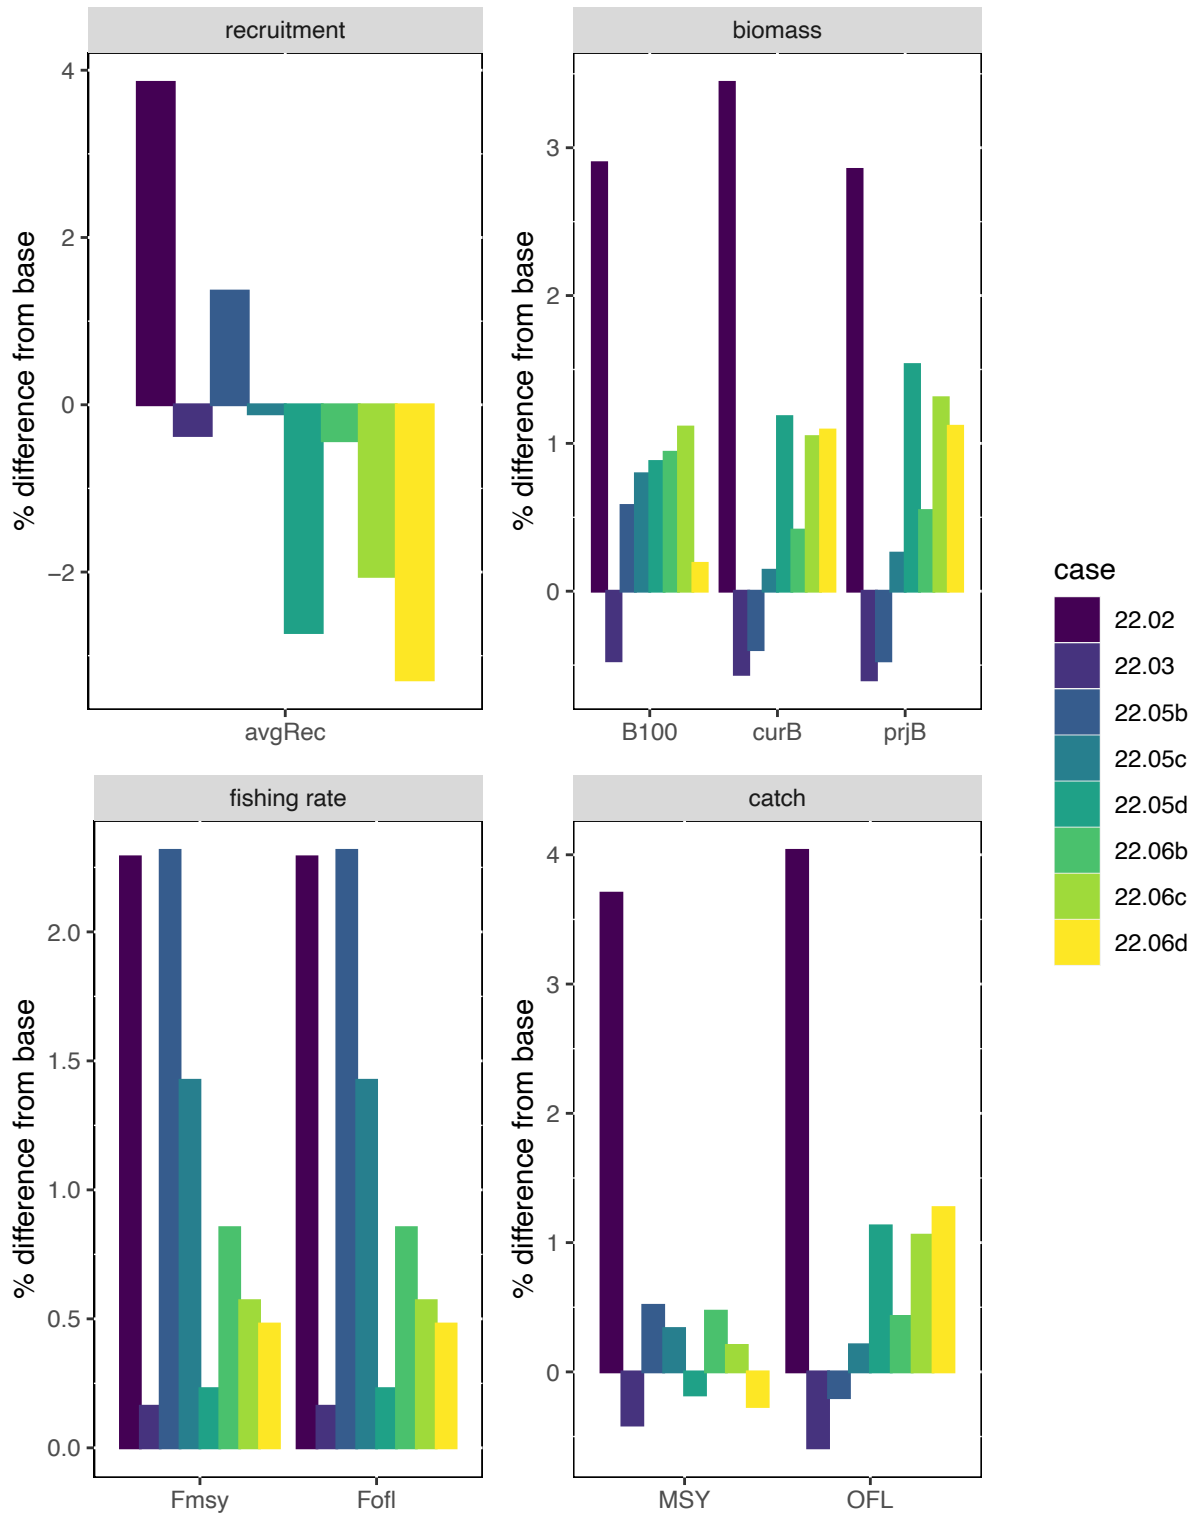 recruitment
4
2
0
−2
% difference from base
avgRec
biomass
3
2
1
0
% difference from base
B100 curB prjB
fishing rate
2.0
1.5
1.0
0.5
0.0
% difference from base
Fmsy Fofl
catch
4
3
2
1
0
% difference from base
MSY OFL
case
22.02
22.03
22.05b
22.05c
22.05d
22.06b
22.06c
22.06d